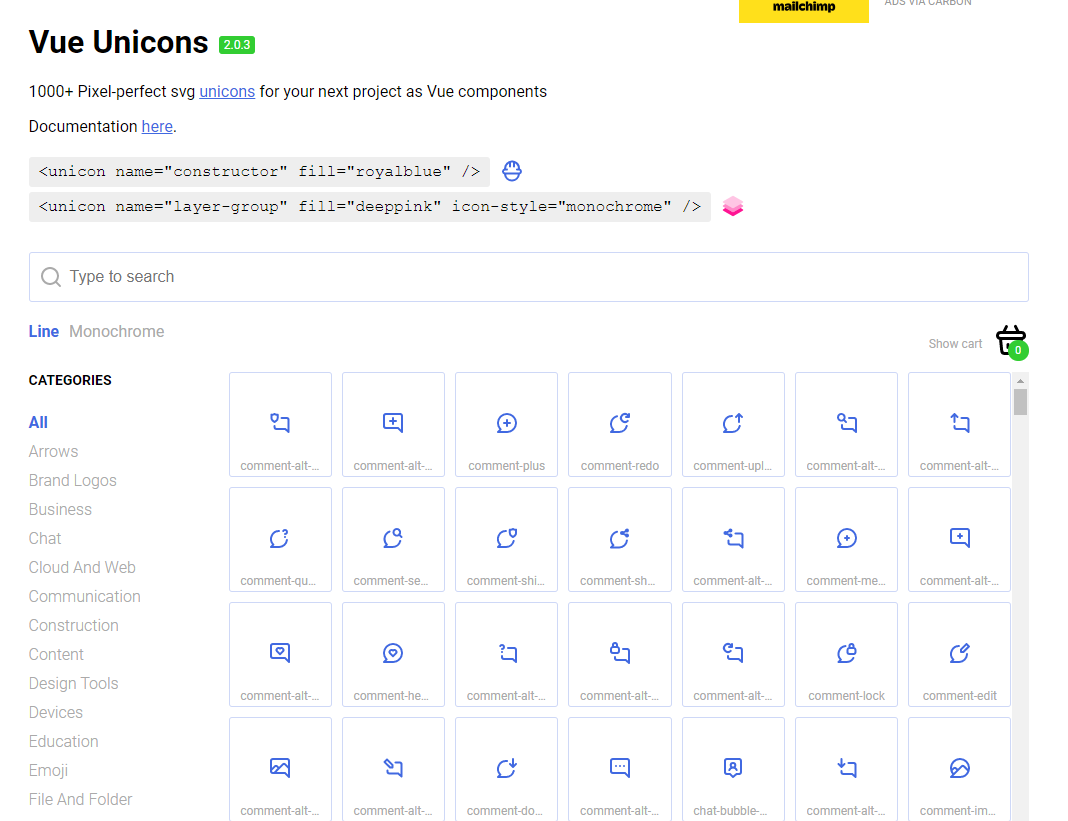 mailchimp
ADS VIA CARBON
Vue Unicons 2.0.3
1000+ Pixel-perfect svg unicons for your next project as Vue components
Documentation here.
<unicon name="constructor" fill="royalblue" />
<unicon name="layer-group" fill="deeppink" icon-style="monochrome" />
Type to search
Line Monochrome
Show cart 0
CATEGORIES
All
Arrows
Brand Logos
Business
Chat
Cloud And Web
Communication
Construction
Content
Design Tools
Devices
Education
Emoji
File And Folder
comment-alt-... comment-alt-... comment-plus comment-redo comment-upl... comment-alt-... comment-alt-...
comment-qu... comment-se... comment-shi... comment-sh... comment-alt-... comment-me... comment-alt-...
comment-alt-... comment-he... comment-alt-... comment-alt-... comment-alt-... comment-lock comment-edit
comment-alt-... comment-alt-... comment-do... comment-alt-... chat-bubble-... comment-alt-... comment-im...